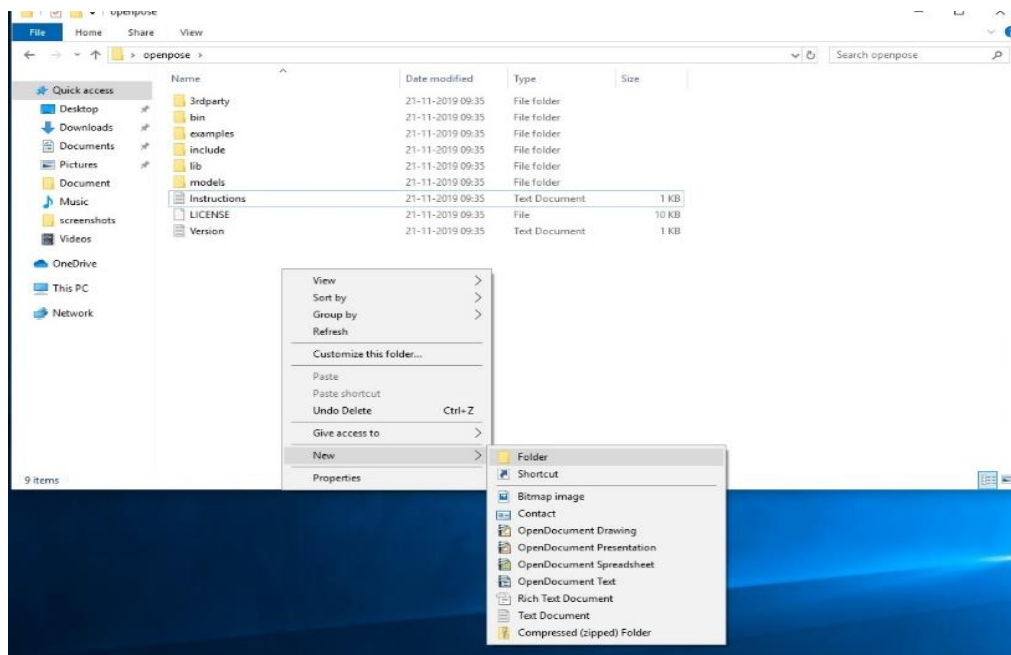 openpose
File Home Share View
openpose
Search openpose
Name Date modified Type Size
Quick access
Desktop
Downloads
Documents
Pictures
Document
Music
screenshots
Videos
OneDrive
This PC
Network
3rdparty 21-11-2019 09:35 File folder
bin 21-11-2019 09:35 File folder
examples 21-11-2019 09:35 File folder
include 21-11-2019 09:35 File folder
lib 21-11-2019 09:35 File folder
models 21-11-2019 09:35 File folder
Instructions 21-11-2019 09:35 Text Document 1 KB
LICENSE 21-11-2019 09:35 File 10 KB
Version 21-11-2019 09:35 Text Document 1 KB
View
Sort by
Group by
Refresh
Customize this folder...
Paste
Paste shortcut
Undo Delete Ctrl+Z
Give access to
New
Properties
Folder
Shortcut
Bitmap image
Contact
OpenDocument Drawing
OpenDocument Presentation
OpenDocument Spreadsheet
OpenDocument Text
Rich Text Document
Text Document
Compressed (zipped) Folder
9 items